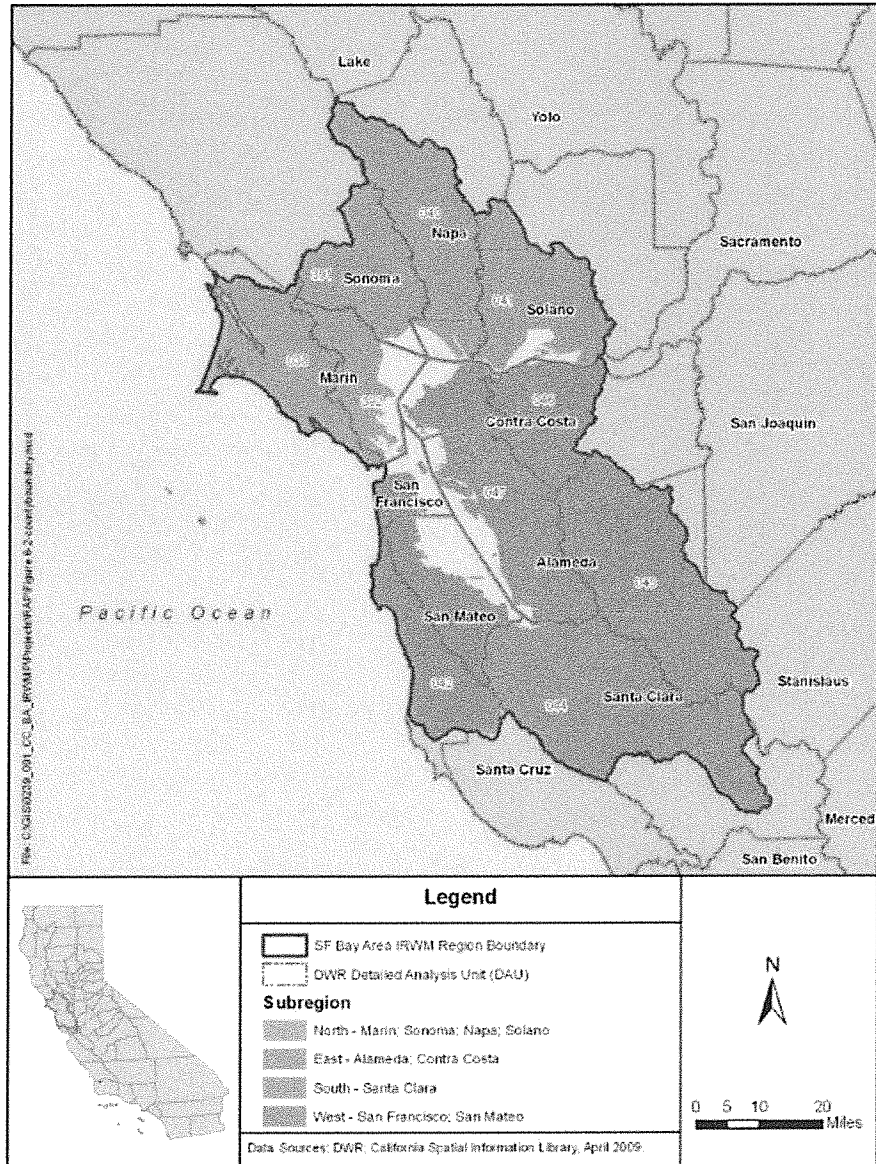 Lake
Yolo
Napa
Sacramento
Sonoma
Solano
Marin
Contra Costa
San Joaquin
San
Francisco
047
Alameda
Pacific Ocean
San Mateo
Stanislaus
Santa Clara
Santa Cruz
Merced
San Benito
Legend
SF Bay Area IRWM Region Boundary
DWR Detailed Analysis Unit (DAU)
Subregion
North - Marin; Sonoma; Napa; Solano
East - Alameda; Contra Costa
South - Santa Clara
West - San Francisco; San Mateo
Data Sources: DWR; California Spatial Information Library, April 2009.
N
0 5 10 20
Miles